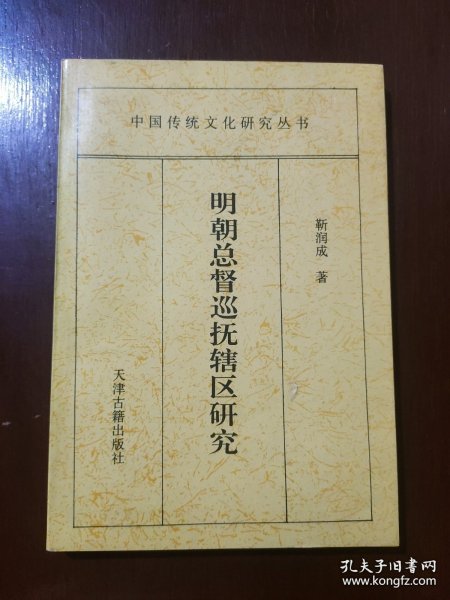 中国传统文化研究丛书
明朝总督巡抚辖区研究
靳润成 著
天津古籍出版社
孔夫子旧书网
www.kongfz.com